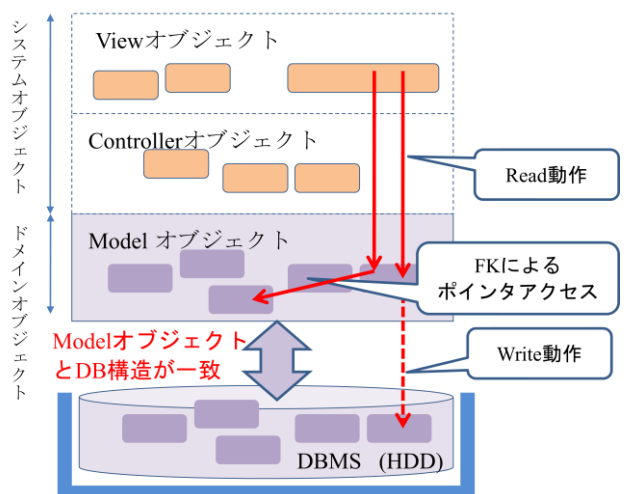 システムオブジェクト
Viewオブジェクト
Controllerオブジェクト
Read動作
ドメインオブジェクト
Model オブジェクト
FKによる
ポインタアクセス
Modelオブジェクト
とDB構造が一致
Write動作
DBMS (HDD)